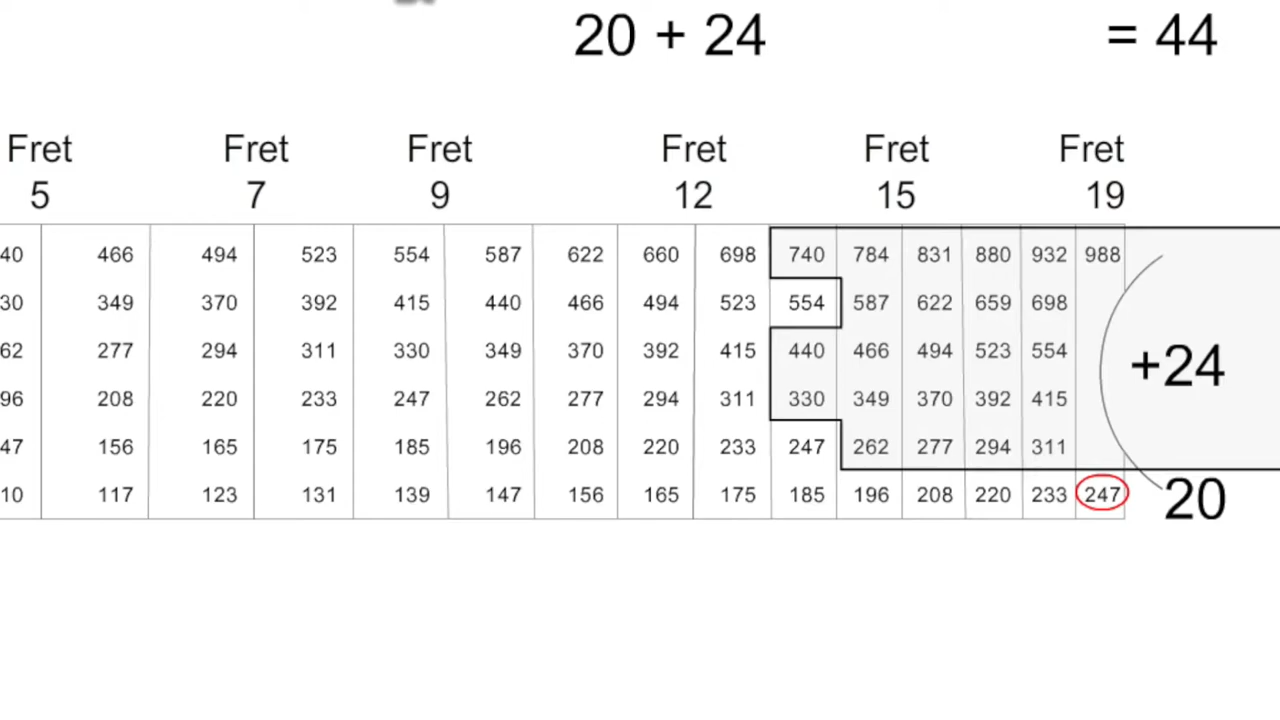 20 + 24 = 44
Fret Fret Fret Fret Fret Fret
5 7 9 12 15 19
40 466 494 523 554 587 622 660 698 740 784 831 880 932 988
30 349 370 392 415 440 466 494 523 554 587 622 659 698
62 277 294 311 330 349 370 392 415 440 466 494 523 554
+24
96 208 220 233 247 262 277 294 311 330 349 370 392 415
47 156 165 175 185 196 208 220 233 247 262 277 294 311
10 117 123 131 139 147 156 165 175 185 196 208 220 233 247 20